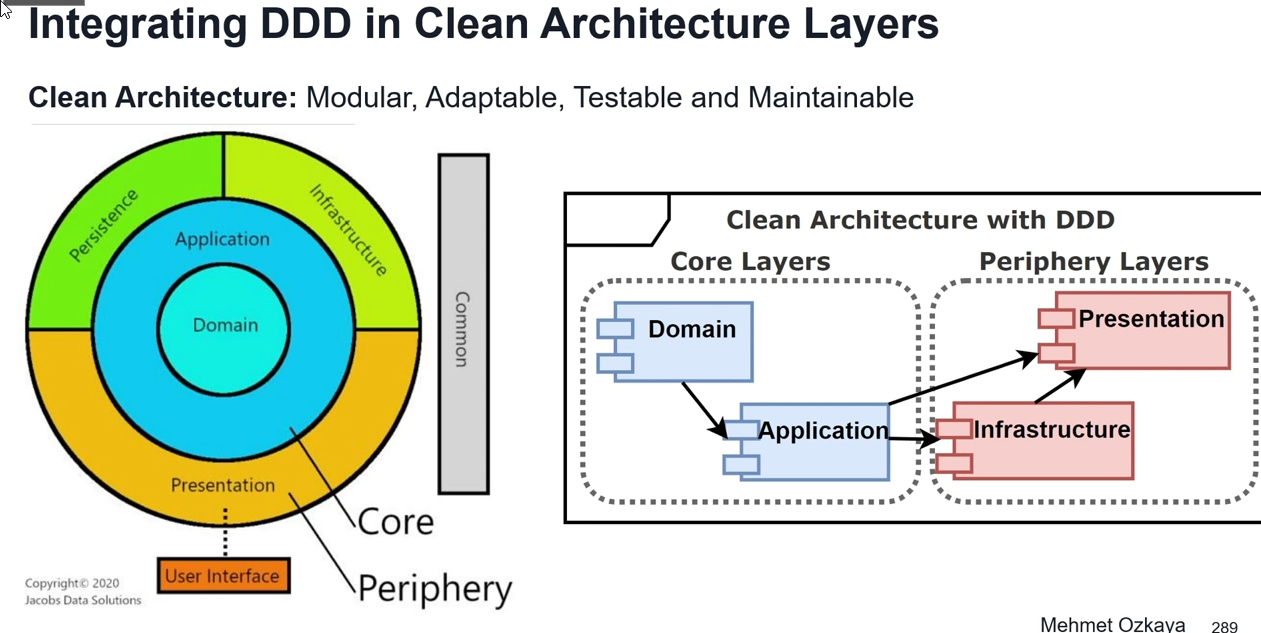 Integrating DDD in Clean Architecture Layers
Clean Architecture: Modular, Adaptable, Testable and Maintainable
Persistence
Infrastructure
Application
Domain
Presentation
User Interface
Common
Core
Periphery
Copyright© 2020
Jacobs Data Solutions
Clean Architecture with DDD
Core Layers
Periphery Layers
Domain
Presentation
Application
Infrastructure
Mehmet Ozkaya 289